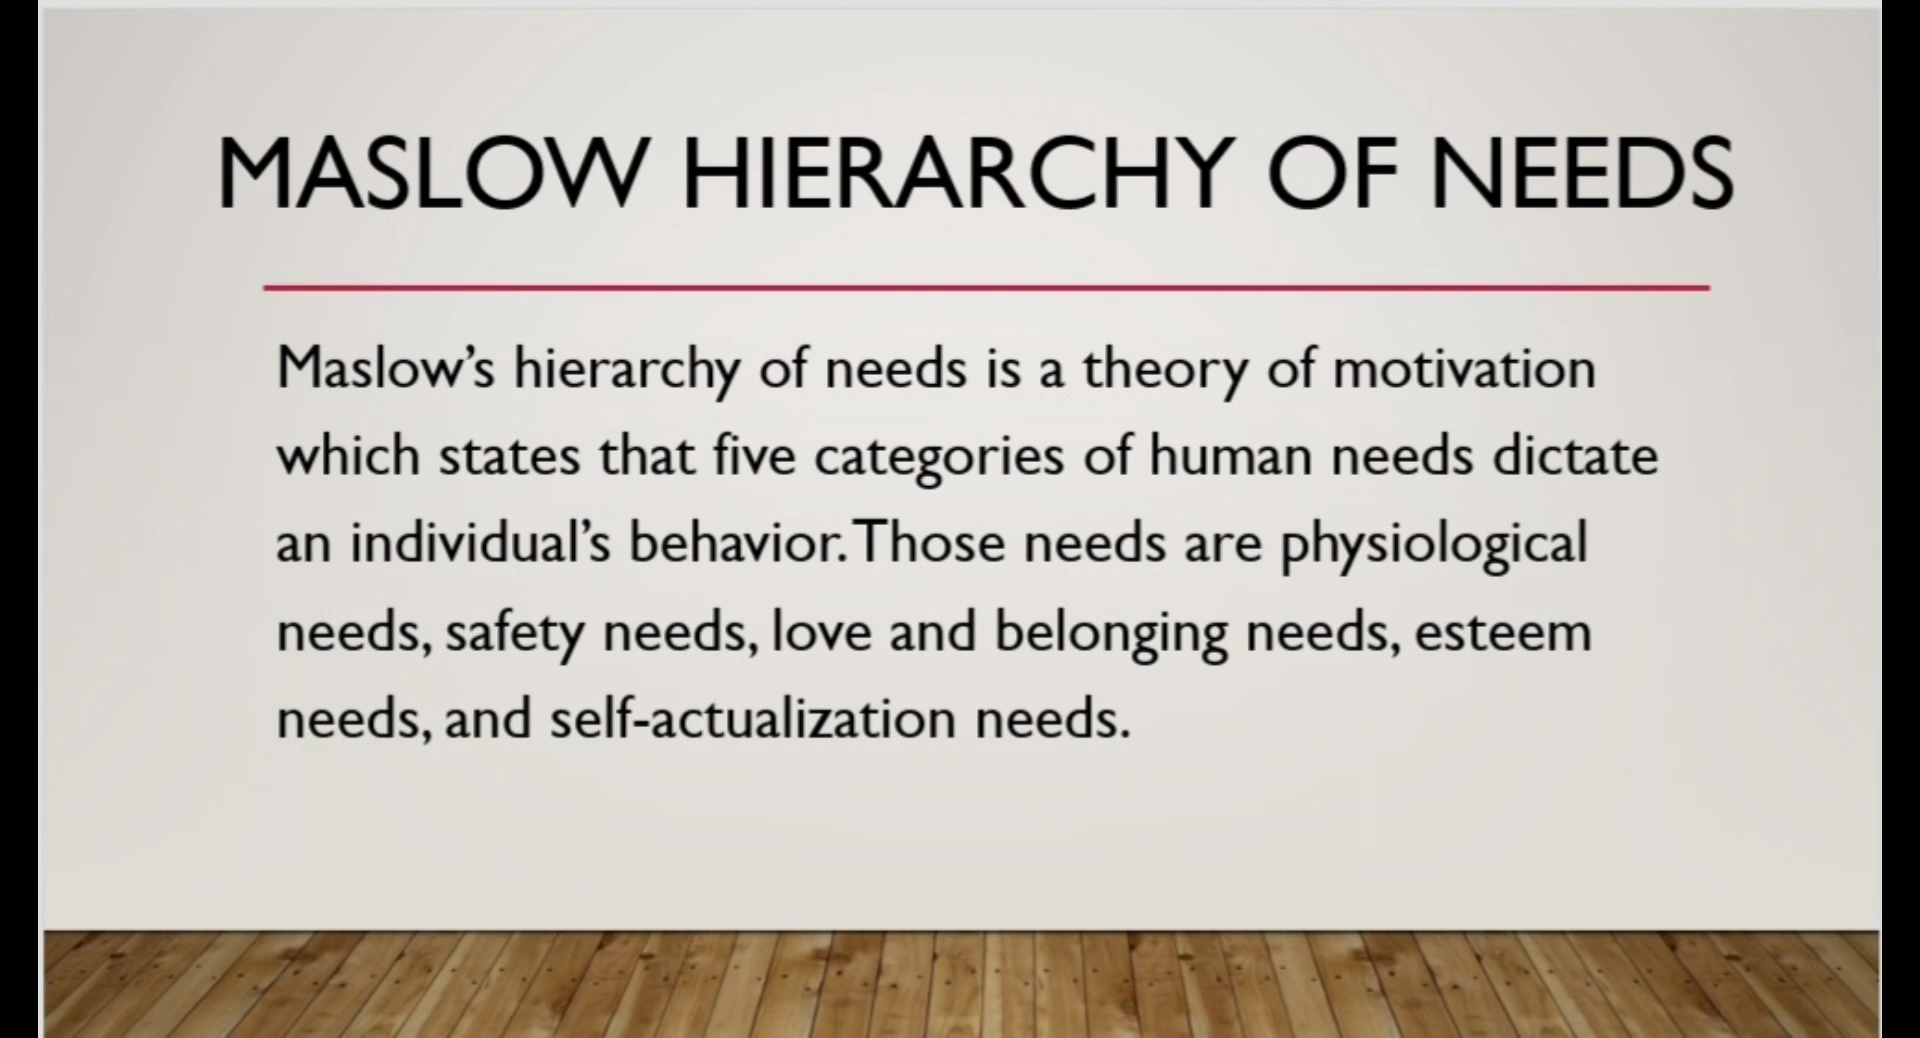 MASLOW HIERARCHY OF NEEDS
Maslow’s hierarchy of needs is a theory of motivation
which states that five categories of human needs dictate
an individual’s behavior. Those needs are physiological
needs, safety needs, love and belonging needs, esteem
needs, and self-actualization needs.